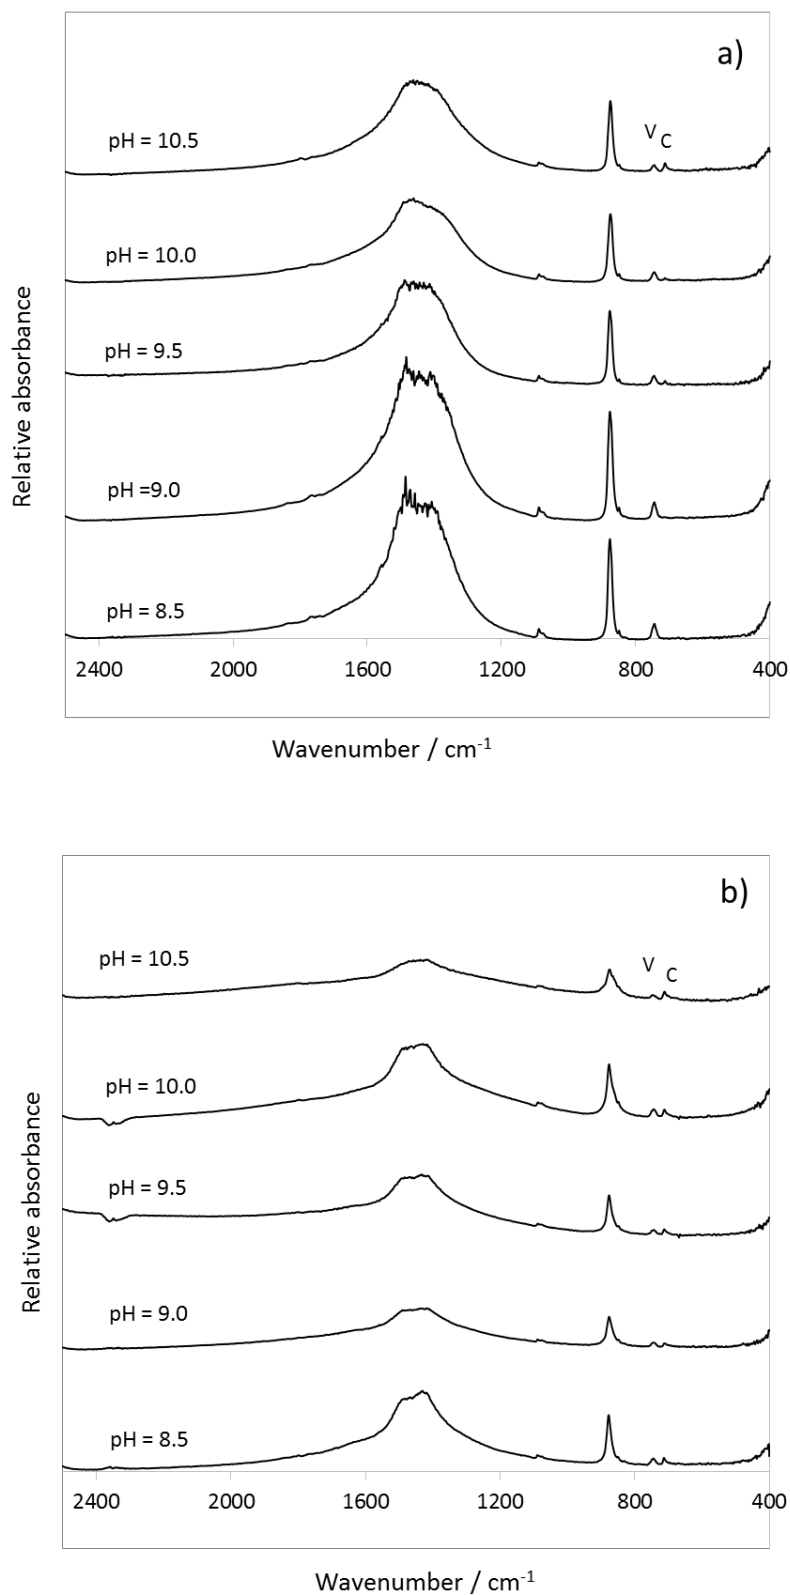 a)
V
C
pH = 10.5
pH = 10.0
pH = 9.5
pH =9.0
pH = 8.5
Relative absorbance
2400 2000 1600 1200 800 400
Wavenumber / cm-1
b)
V
C
pH = 10.5
pH = 10.0
pH = 9.5
pH = 9.0
pH = 8.5
Relative absorbance
2400 2000 1600 1200 800 400
Wavenumber / cm-1